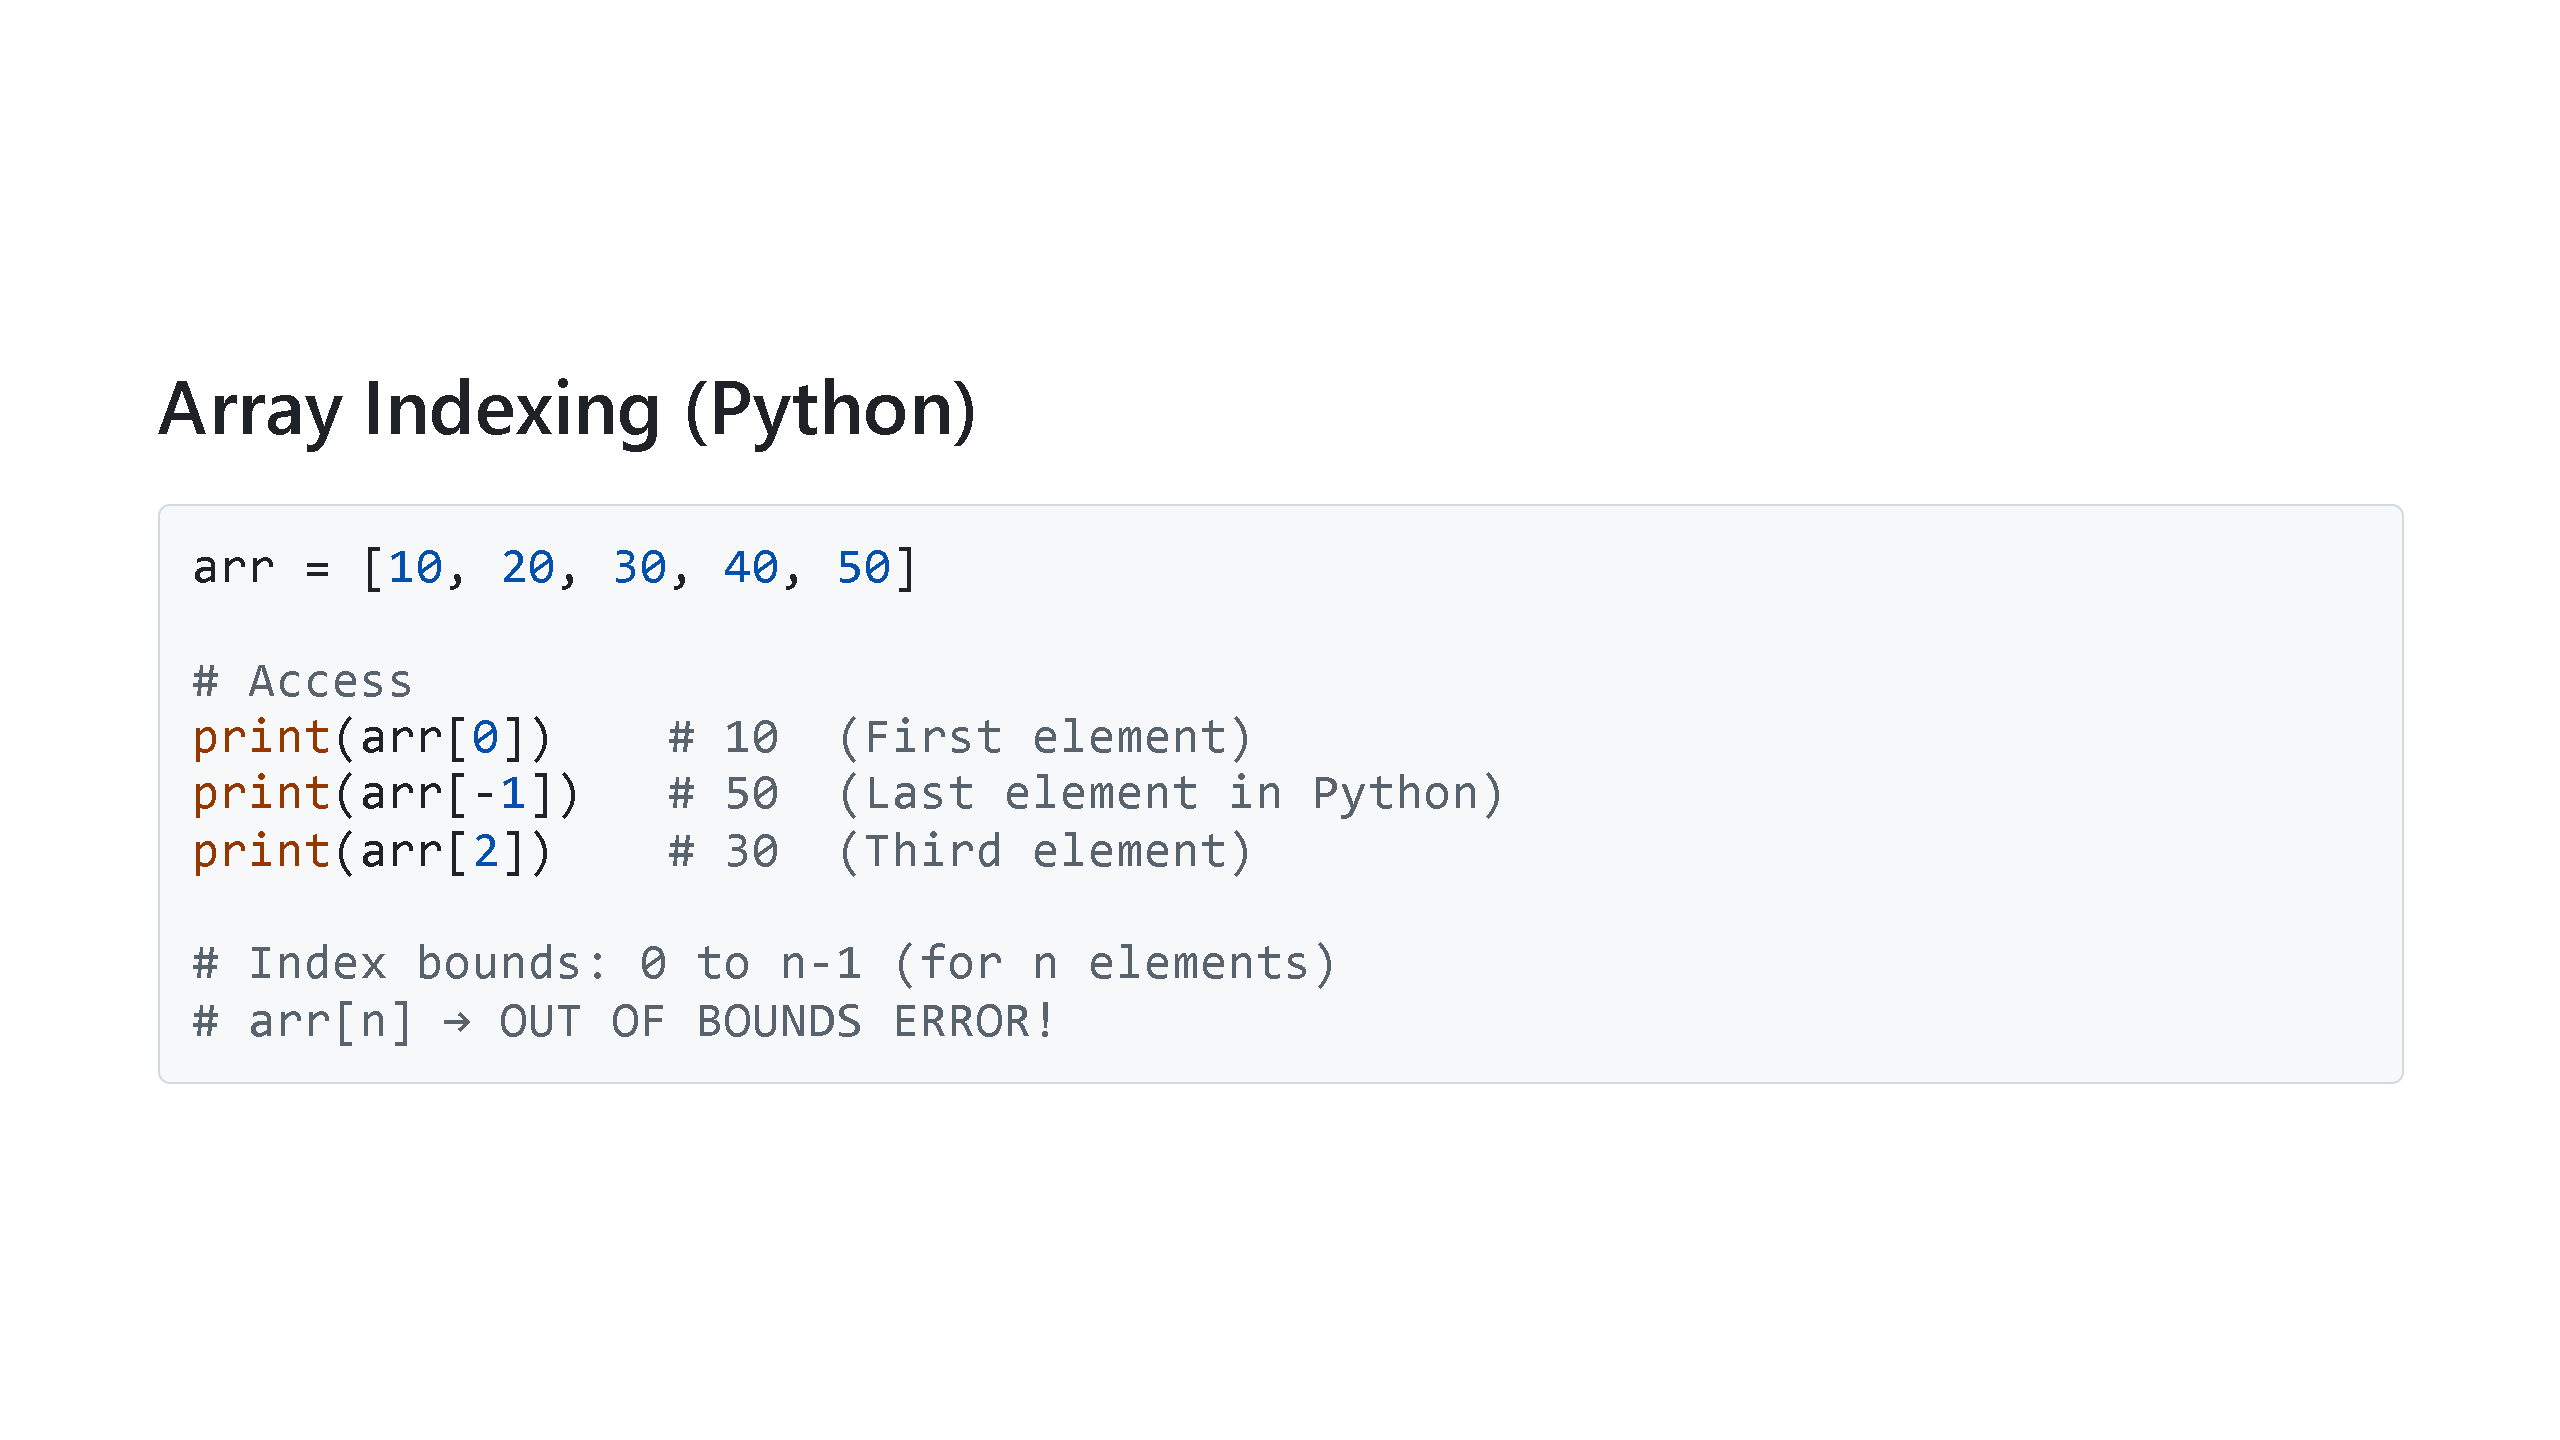 Array Indexing (Python)
arr = [10, 20, 30, 40, 50]
# Access
print(arr[0])    # 10  (First element)
print(arr[-1])   # 50  (Last element in Python)
print(arr[2])    # 30  (Third element)
# Index bounds: 0 to n-1 (for n elements)
# arr[n] → OUT OF BOUNDS ERROR!